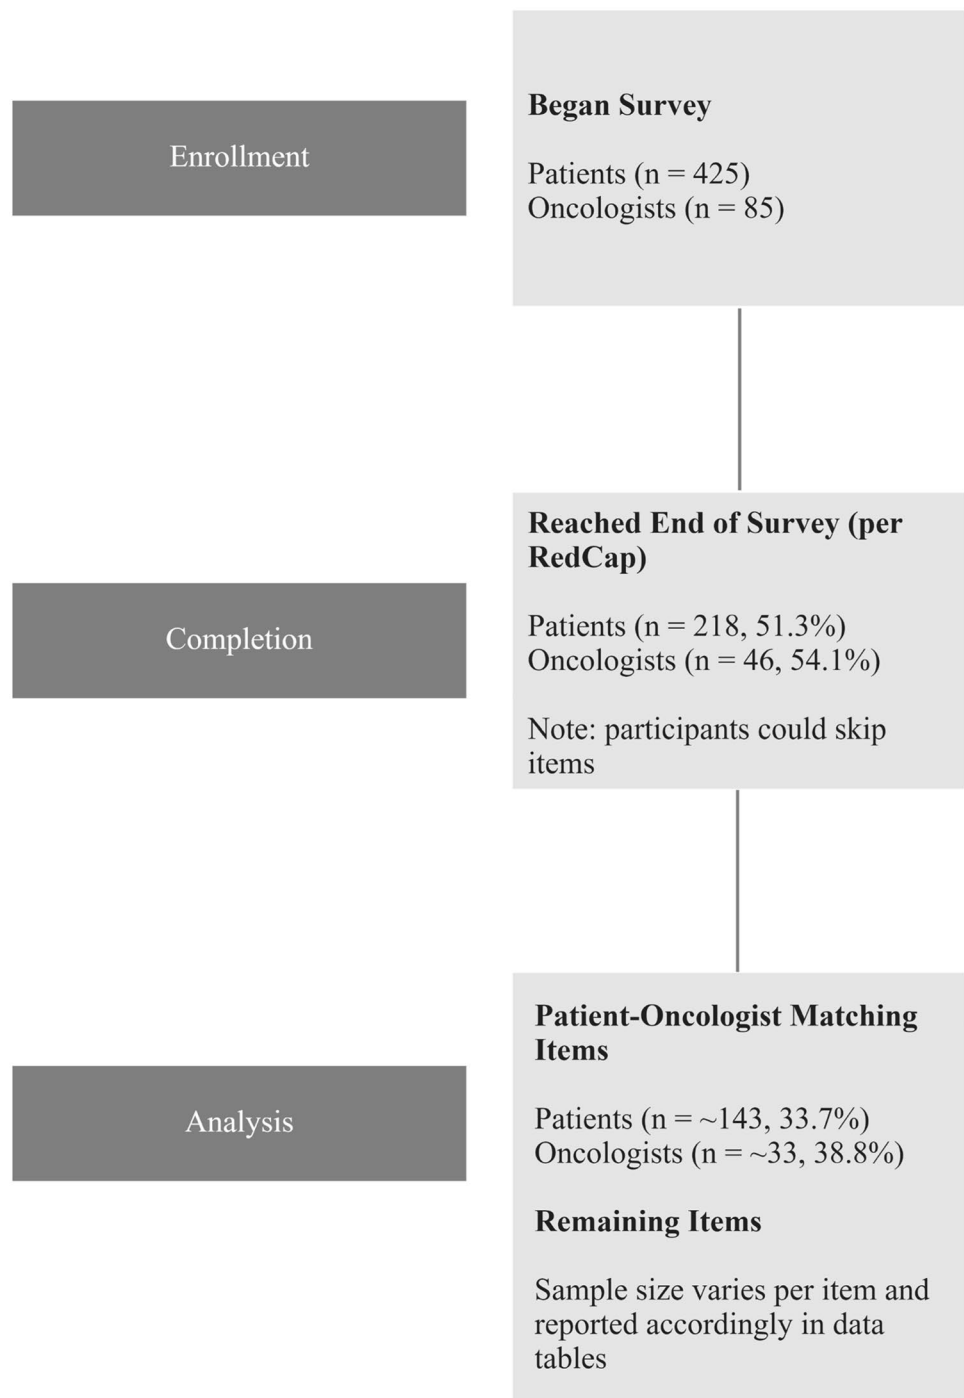 Enrollment
Began Survey
Patients (n = 425)
Oncologists (n = 85)
Completion
Reached End of Survey (per
RedCap)
Patients (n = 218, 51.3%)
Oncologists (n = 46, 54.1%)
Note: participants could skip
items
Analysis
Patient-Oncologist Matching
Items
Patients (n = ~143, 33.7%)
Oncologists (n = ~33, 38.8%)
Remaining Items
Sample size varies per item and
reported accordingly in data
tables